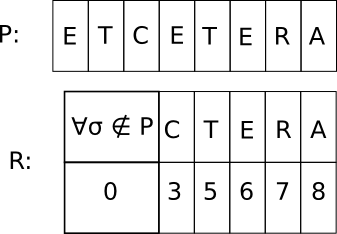 P: E T C E T E R A
R: ∀σ ∉ P C T E R A
0 3 5 6 7 8